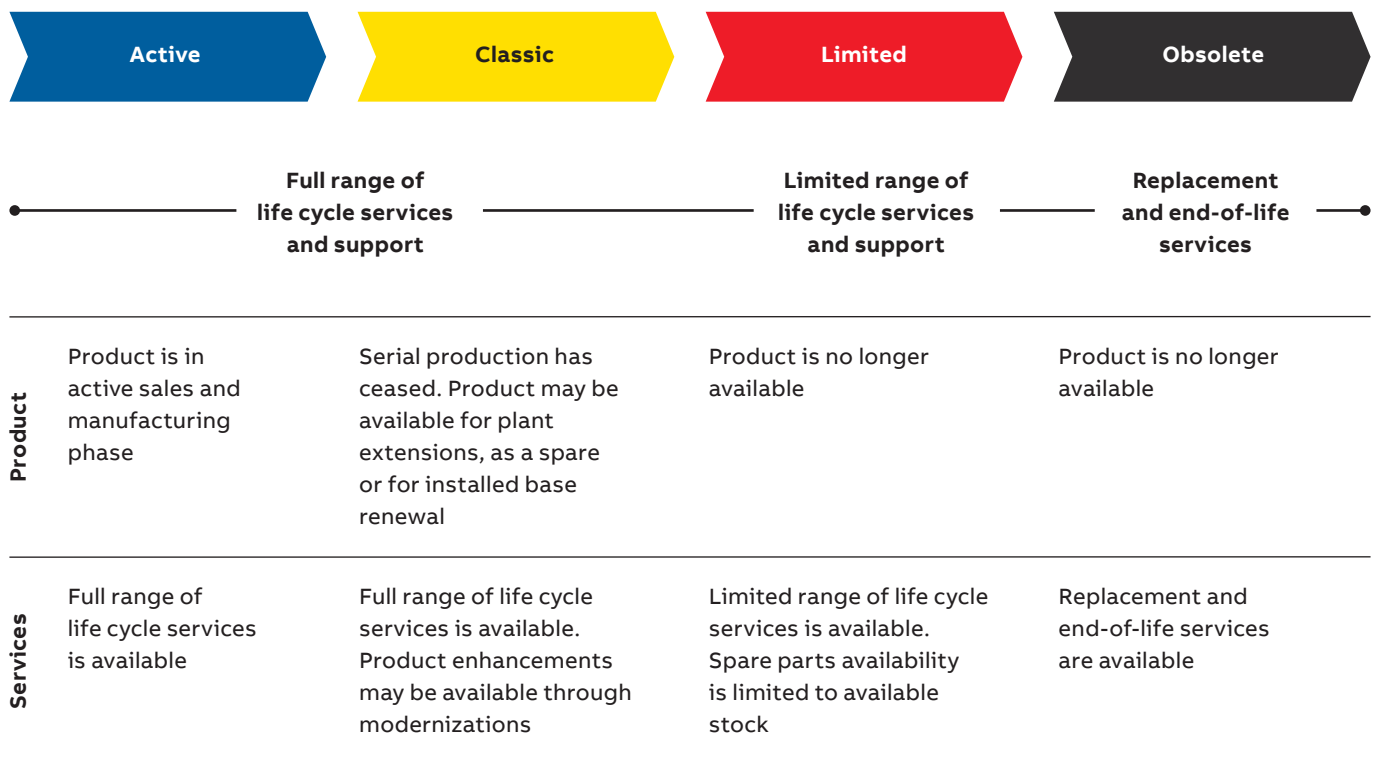 Active
Classic
Limited
Obsolete
Full range of
life cycle services
and support
Limited range of
life cycle services
and support
Replacement
and end-of-life
services
Product
Product is in
active sales and
manufacturing
phase
Serial production has
ceased. Product may be
available for plant
extensions, as a spare
or for installed base
renewal
Product is no longer
available
Product is no longer
available
Services
Full range of
life cycle services
is available
Full range of life cycle
services is available.
Product enhancements
may be available through
modernizations
Limited range of life cycle
services is available.
Spare parts availability
is limited to available
stock
Replacement and
end-of-life services
are available